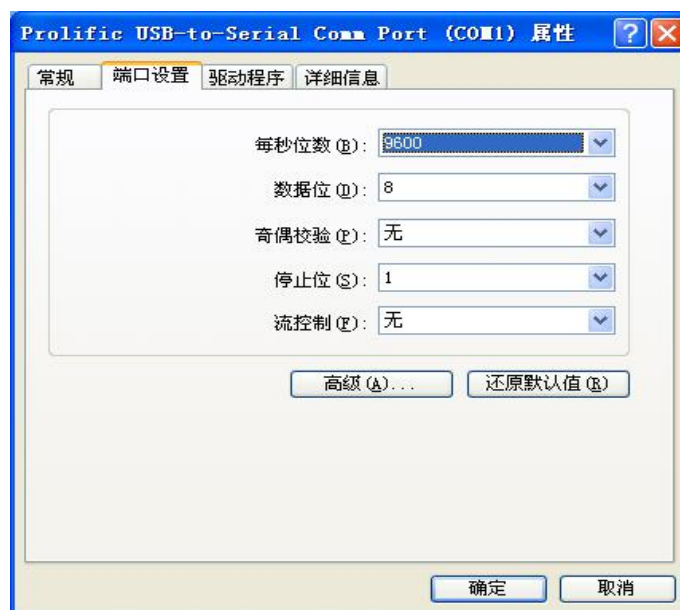 Prolific USB-to-Serial Comm Port (COM1) 属性
常规 端口设置 驱动程序 详细信息
每秒位数(B): 9600
数据位(D): 8
奇偶校验(P): 无
停止位(S): 1
流控制(F): 无
高级(A)... 还原默认值(R)
确定 取消